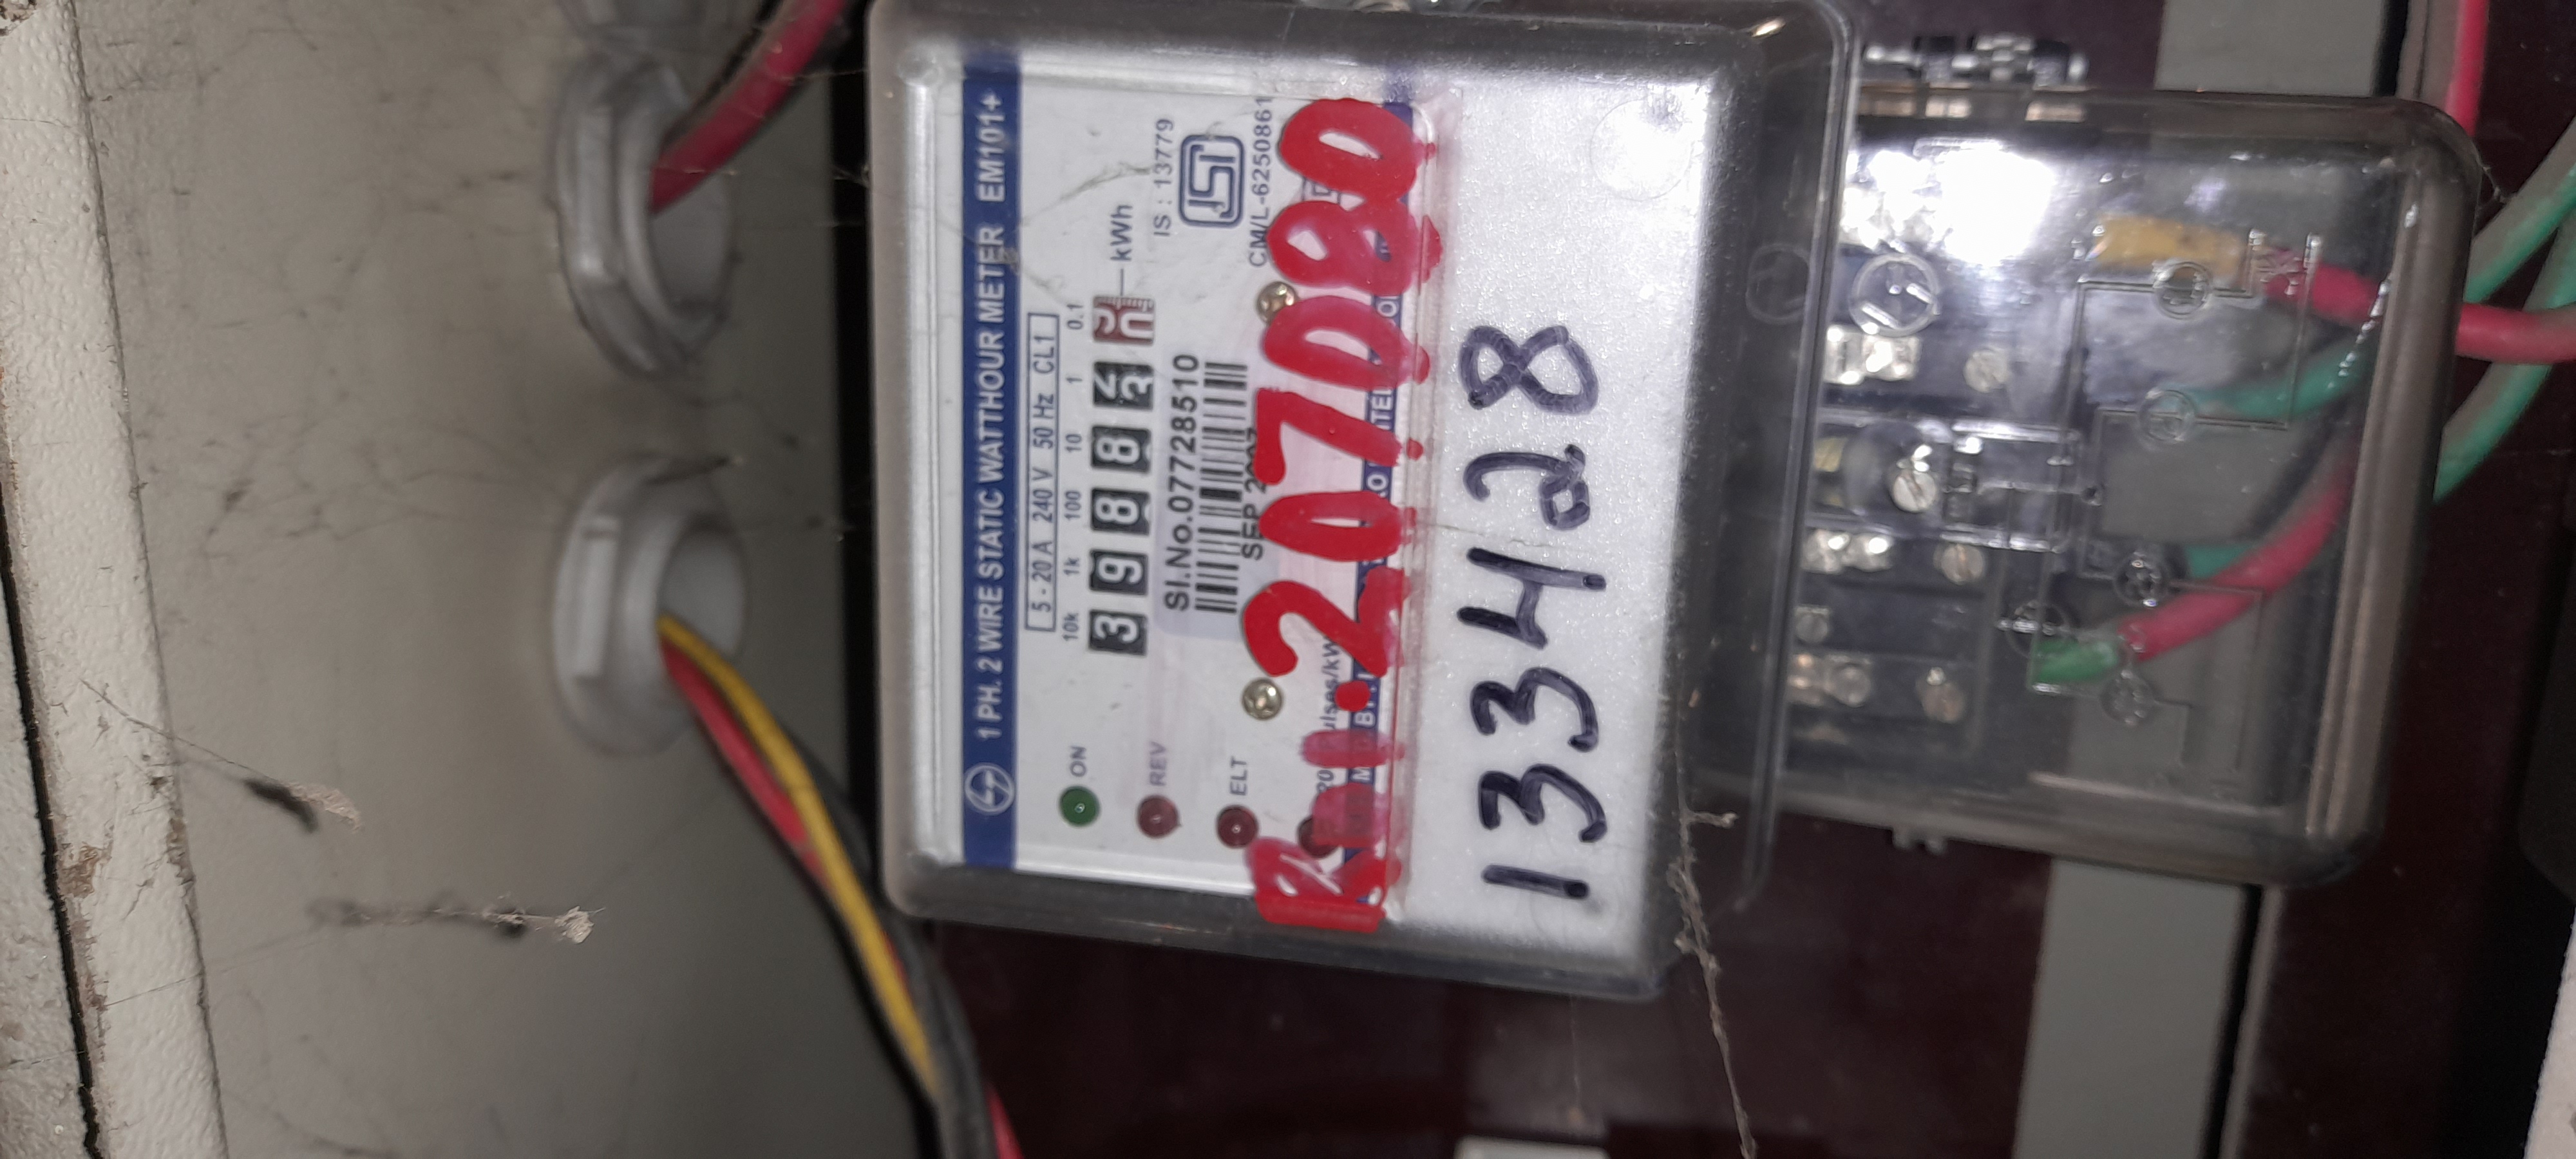 1 PH. 2 WIRE STATIC WATTHOUR METER EM101+
5 - 20 A 240 V 50 Hz CL1
10k 1k 100 10 1 0.1
3 9 8 8 kWh
IS : 13779
ON
Sl.No.07728510
REV
SEP 2007
CM/L-6250861
ELT
207080
133428